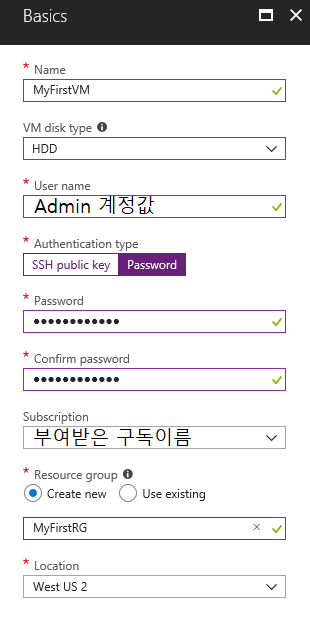 Basics
* Name
MyFirstVM
VM disk type
HDD
* User name
Admin 계정값
* Authentication type
SSH public key Password
* Password
••••••••••••
* Confirm password
••••••••••••
Subscription
부여받은 구독이름
* Resource group
Create new Use existing
MyFirstRG
* Location
West US 2